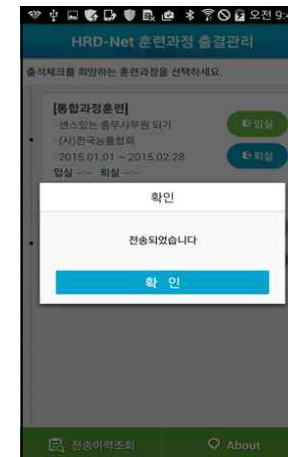 오전 9:4
HRD-Net 훈련과정 출결관리
출석체크를 희망하는 훈련과정을 선택하세요.
[통합과정훈련]
센스있는 총무사무원 되기
(사)한국능률협회
2015.01.01 ~ 2015.02.28
입실 -:- 퇴실 -:-
입실
퇴실
확인
전송되었습니다
확 인
전송이력조회
About